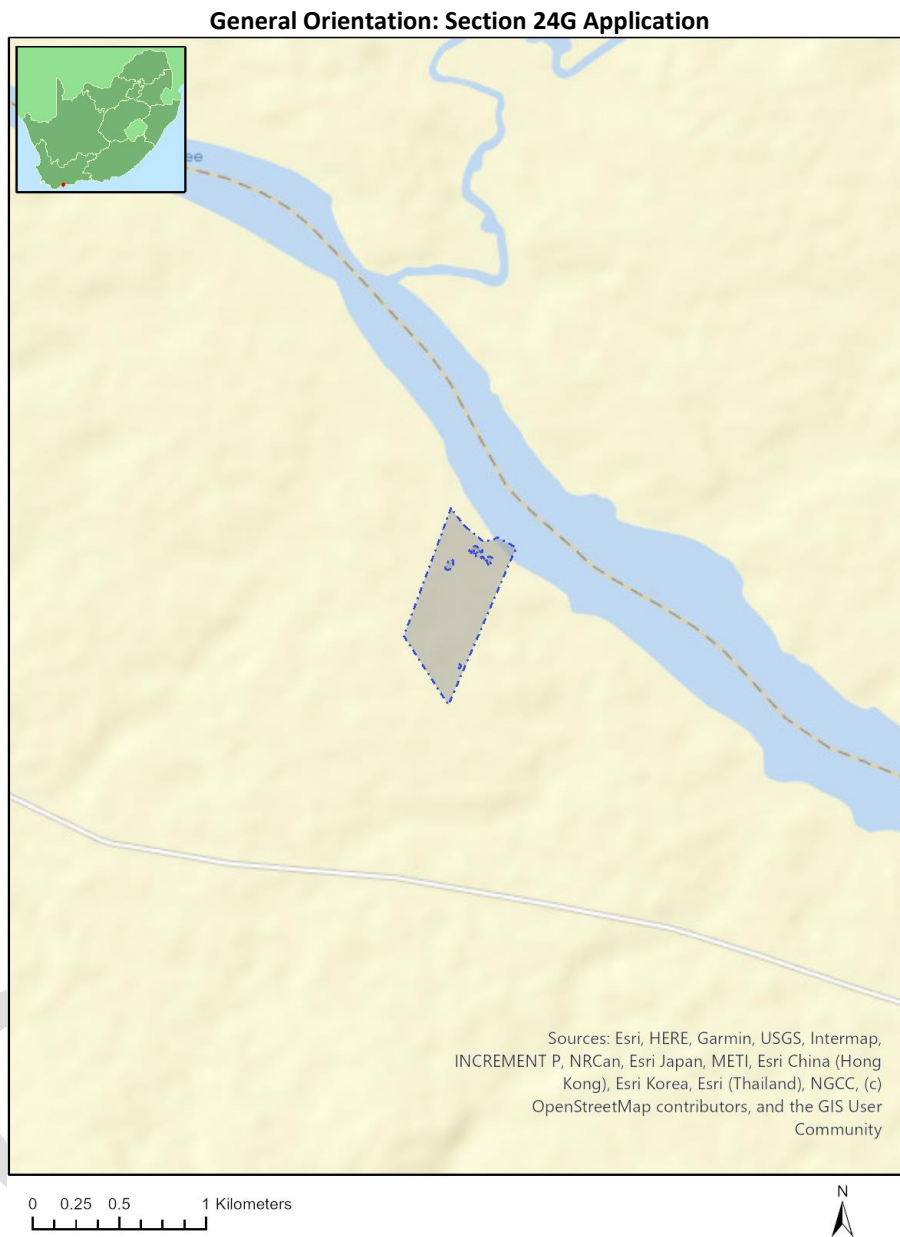 General Orientation: Section 24G Application
ee
Sources: Esri, HERE, Garmin, USGS, Intermap,
INCREMENT P, NRCan, Esri Japan, METI, Esri China (Hong
Kong), Esri Korea, Esri (Thailand), NGCC, (c)
OpenStreetMap contributors, and the GIS User
Community
0 0.25 0.5 1 Kilometers
N